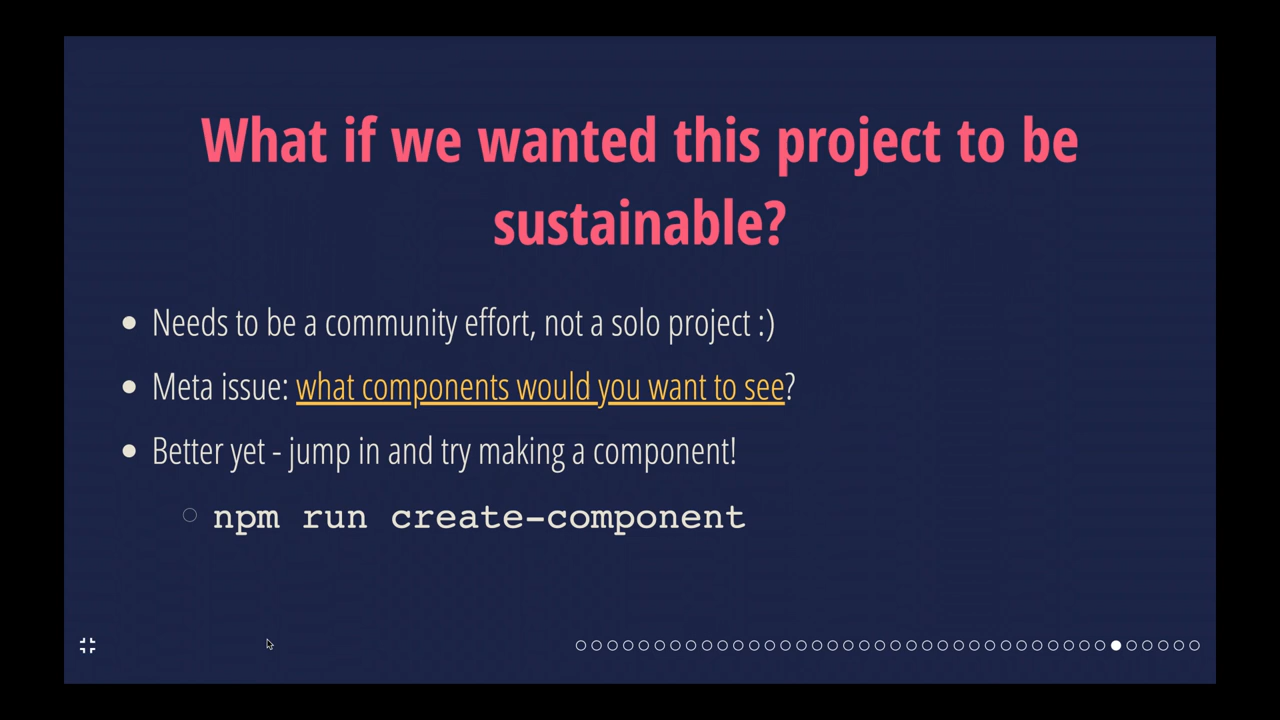 What if we wanted this project to be
sustainable?
Needs to be a community effort, not a solo project :)
Meta issue: what components would you want to see?
Better yet - jump in and try making a component!
npm run create-component